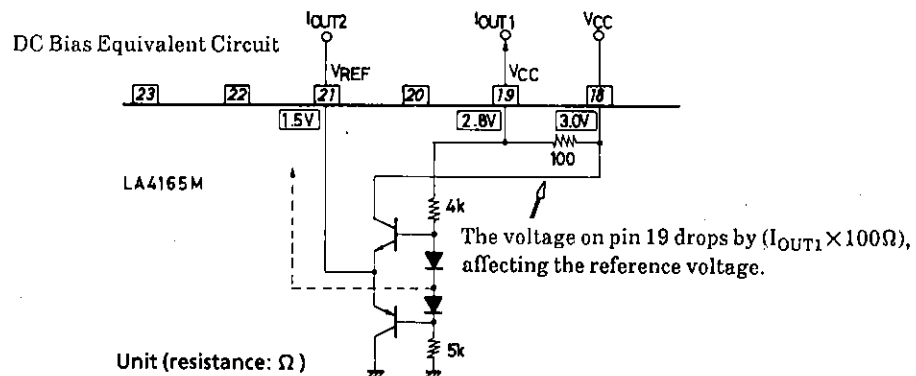 IOUT2 IOUT1 VCC
DC Bias Equivalent Circuit
VREF VCC
23 22 21 20 19 18
1.5V 2.8V 3.0V
100
LA4165M
4k
The voltage on pin 19 drops by (IOUT1×100Ω),
affecting the reference voltage.
5k
Unit (resistance: Ω)